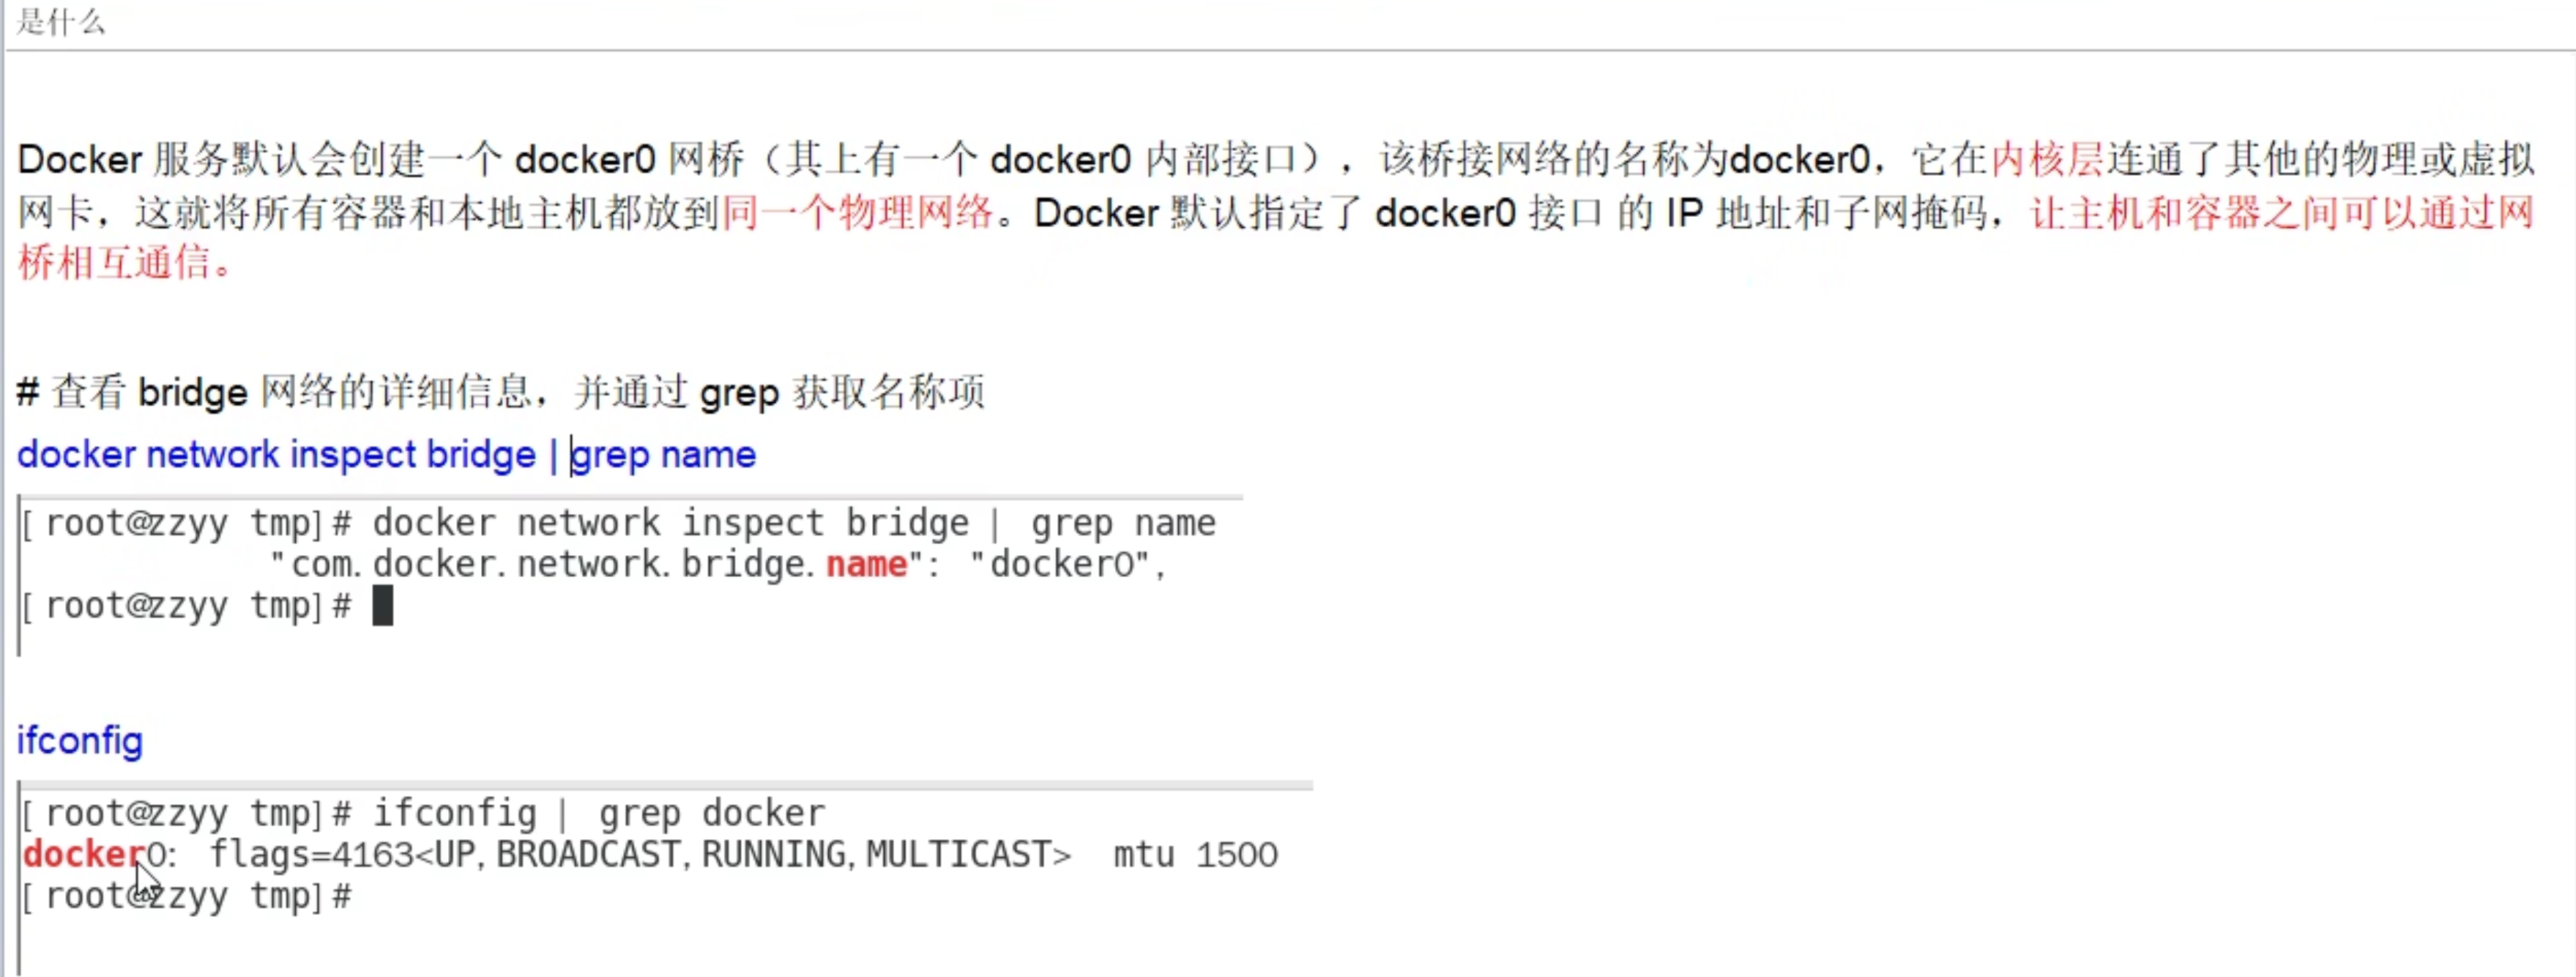 是什么
Docker 服务默认会创建一个 docker0 网桥（其上有一个 docker0 内部接口），该桥接网络的名称为docker0，它在内核层连通了其他的物理或虚拟
网卡，这就将所有容器和本地主机都放到同一个物理网络。Docker 默认指定了 docker0 接口 的 IP 地址和子网掩码，让主机和容器之间可以通过网
桥相互通信。
# 查看 bridge 网络的详细信息，并通过 grep 获取名称项
docker network inspect bridge | grep name
[root@zzyy tmp]# docker network inspect bridge | grep name
"com.docker.network.bridge.name": "docker0",
[root@zzyy tmp]#
ifconfig
[root@zzyy tmp]# ifconfig | grep docker
docker0: flags=4163<UP,BROADCAST,RUNNING,MULTICAST>  mtu 1500
[root@zzyy tmp]#